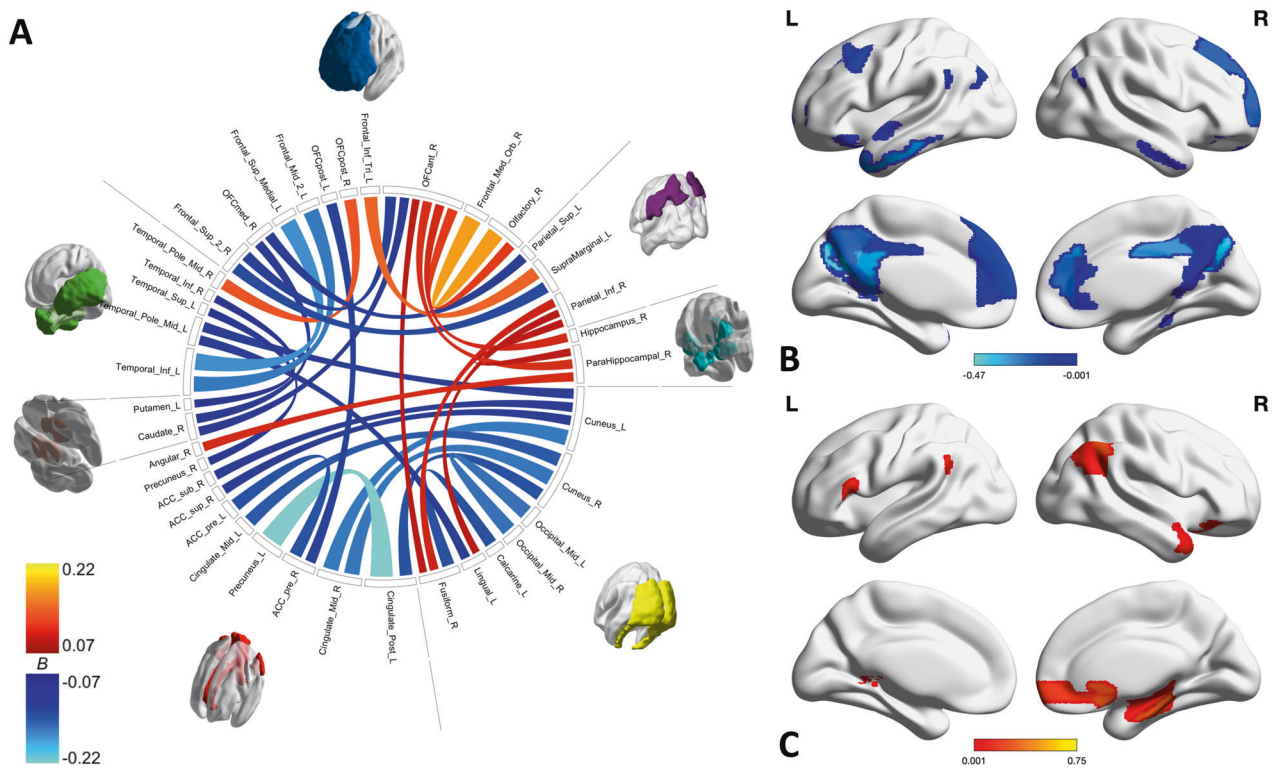 A
Frontal_Sup_2_R
OFCmed_R
Frontal_Sup_Medial_L
Frontal_Mid_2_L
OFCpost_L
OFCpost_R
Frontal_Inf_Tri_L
OFCant_R
Frontal_Med_Orb_R
Olfactory_R
Parietal_Sup_L
SupraMarginal_L
Parietal_Inf_R
Hippocampus_R
ParaHippocampal_R
Cuneus_L
Cuneus_R
Occipital_Mid_L
Occipital_Mid_R
Calcarine_L
Lingual_L
Fusiform_R
Cingulate_Post_L
Cingulate_Mid_R
ACC_pre_R
Precuneus_L
Cingulate_Mid_L
ACC_pre_L
ACC_sup_R
ACC_sub_R
Precuneus_R
Angular_R
Caudate_R
Putamen_L
Temporal_Inf_L
Temporal_Pole_Mid_L
Temporal_Sup_L
Temporal_Inf_R
Temporal_Pole_Mid_R
0.22
0.07
B
-0.07
-0.22
L
R
B
-0.47
-0.001
L
R
C
0.001
0.75